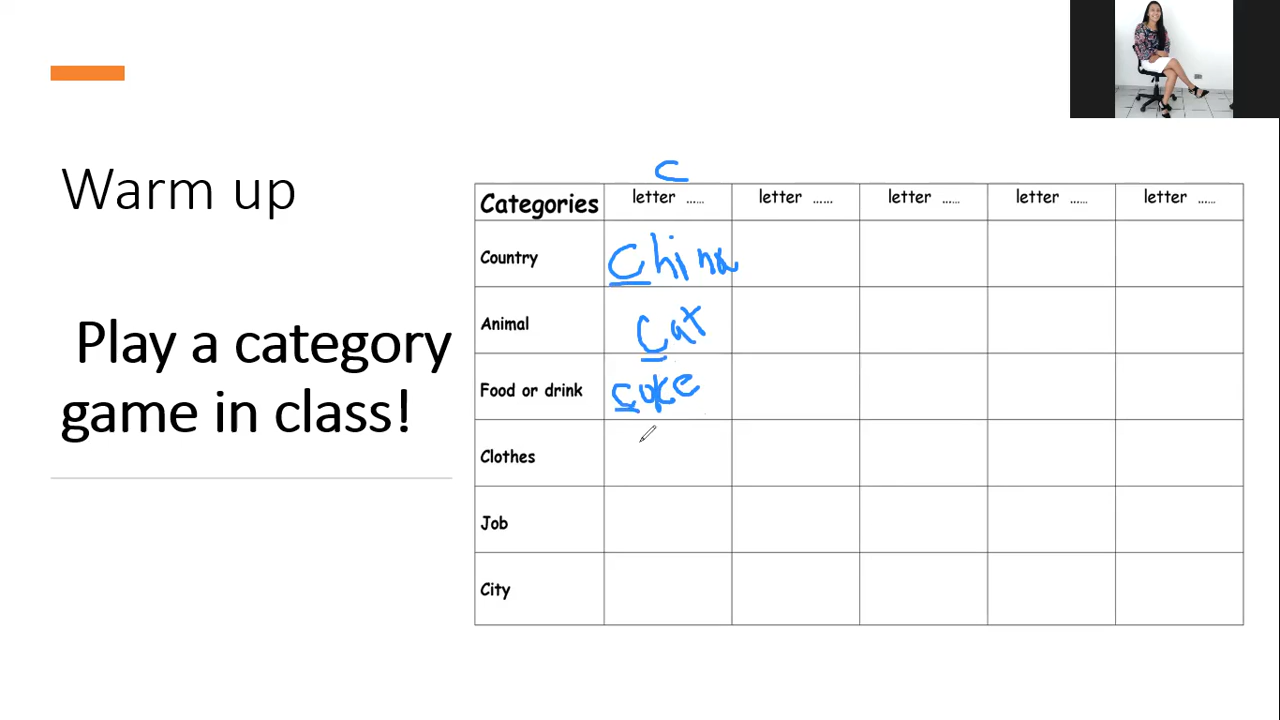 Warm up
Play a category
game in class!
C
Categories letter ...... letter ...... letter ...... letter ...... letter ......
Country China
Animal Cat
Food or drink coke
Clothes
Job
City